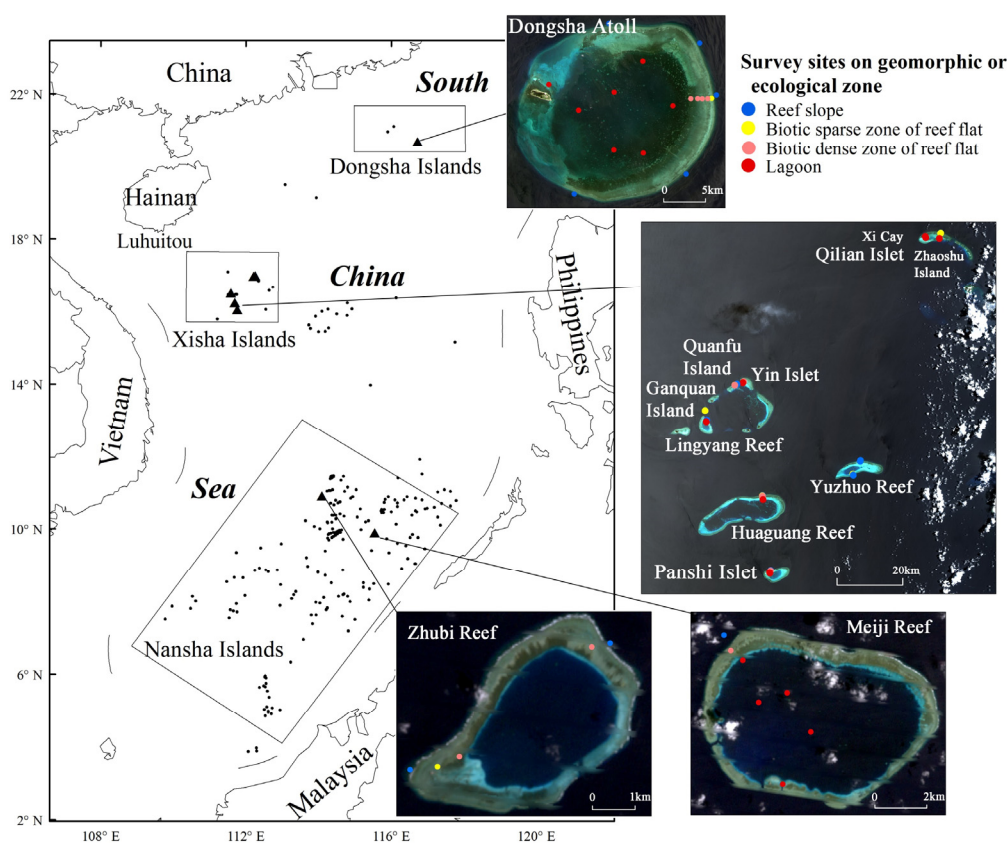 Dongsha Atoll
0 5km
Survey sites on geomorphic or
ecological zone
Reef slope
Biotic sparse zone of reef flat
Biotic dense zone of reef flat
Lagoon
China
South
22° N
Dongsha Islands
Hainan
Luhuitou
18° N
China
Xisha Islands
Philippines
Xi Cay
Qilian Islet
Zhaoshu
Island
Quanfu
Island
Yin Islet
Ganquan
Island
Lingyang Reef
Yuzhuo Reef
Huaguang Reef
Panshi Islet
0 20km
14° N
Vietnam
Sea
10° N
Nansha Islands
6° N
Malaysia
2° N
Zhubi Reef
0 1km
Meiji Reef
0 2km
108° E
112° E
116° E
120° E